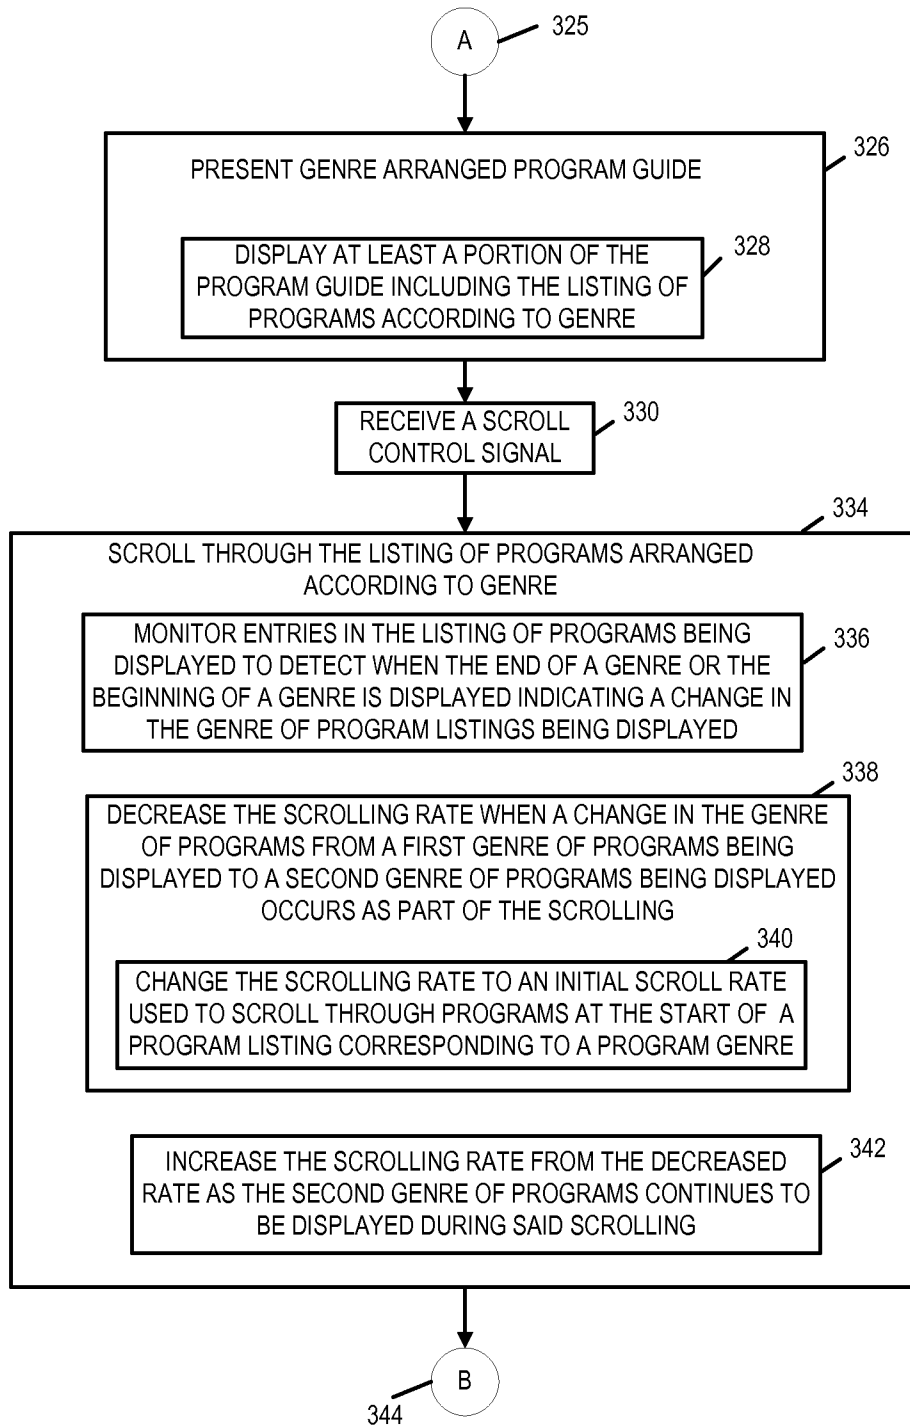 A
325
PRESENT GENRE ARRANGED PROGRAM GUIDE
326
DISPLAY AT LEAST A PORTION OF THE
PROGRAM GUIDE INCLUDING THE LISTING OF
PROGRAMS ACCORDING TO GENRE
328
RECEIVE A SCROLL
CONTROL SIGNAL
330
334
SCROLL THROUGH THE LISTING OF PROGRAMS ARRANGED
ACCORDING TO GENRE
MONITOR ENTRIES IN THE LISTING OF PROGRAMS BEING
DISPLAYED TO DETECT WHEN THE END OF A GENRE OR THE
BEGINNING OF A GENRE IS DISPLAYED INDICATING A CHANGE IN
THE GENRE OF PROGRAM LISTINGS BEING DISPLAYED
336
338
DECREASE THE SCROLLING RATE WHEN A CHANGE IN THE GENRE
OF PROGRAMS FROM A FIRST GENRE OF PROGRAMS BEING
DISPLAYED TO A SECOND GENRE OF PROGRAMS BEING DISPLAYED
OCCURS AS PART OF THE SCROLLING
340
CHANGE THE SCROLLING RATE TO AN INITIAL SCROLL RATE
USED TO SCROLL THROUGH PROGRAMS AT THE START OF A
PROGRAM LISTING CORRESPONDING TO A PROGRAM GENRE
342
INCREASE THE SCROLLING RATE FROM THE DECREASED
RATE AS THE SECOND GENRE OF PROGRAMS CONTINUES TO
BE DISPLAYED DURING SAID SCROLLING
B
344